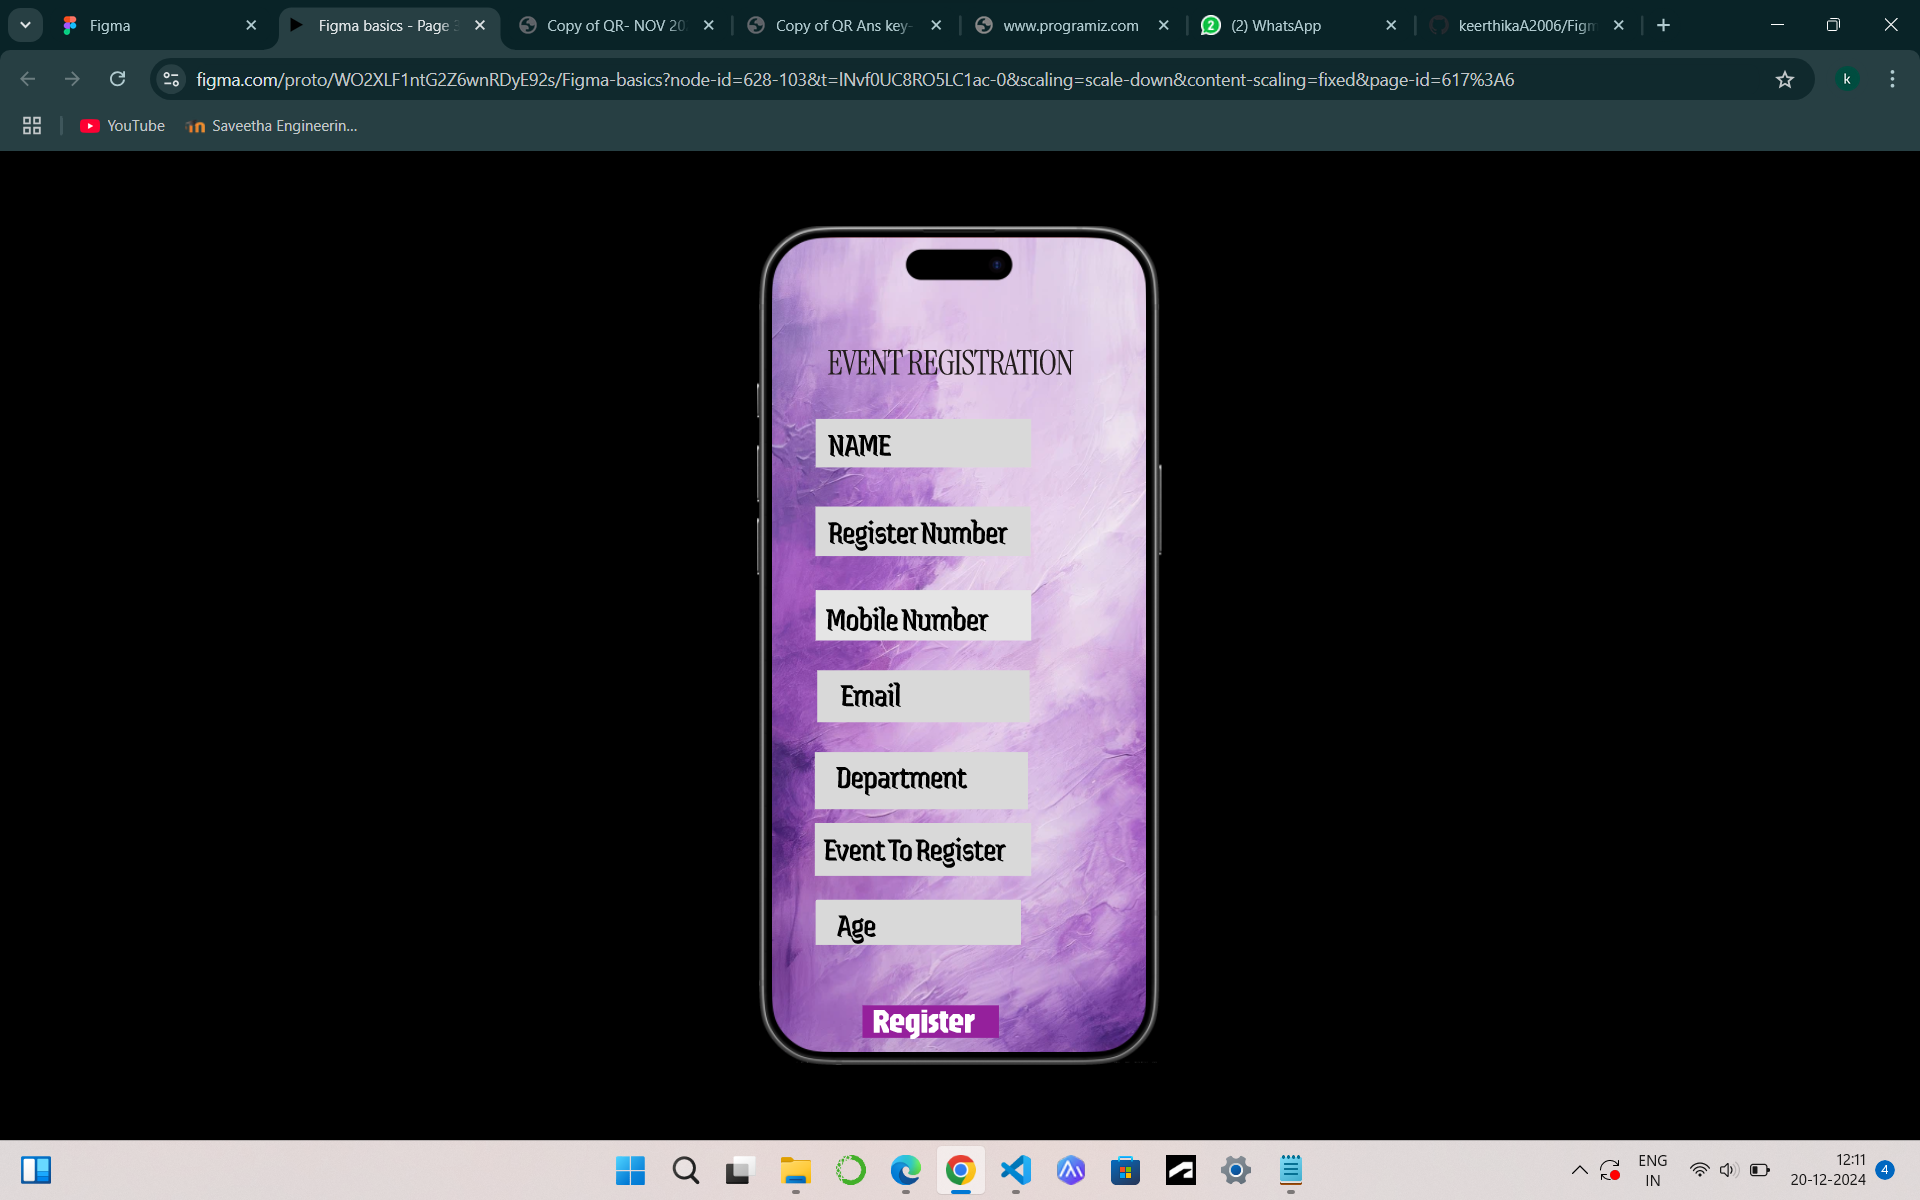 Figma
Figma basics - Page 3
Copy of QR- NOV 20
Copy of QR Ans key-
www.programiz.com
(2) WhatsApp
keerthikaA2006/Figm
figma.com/proto/WO2XLF1ntG2Z6wnRDyE92s/Figma-basics?node-id=628-103&t=lNvf0UC8RO5LC1ac-0&scaling=scale-down&content-scaling=fixed&page-id=617%3A6
k
YouTube
Saveetha Engineerin...
EVENT REGISTRATION
NAME
Register Number
Mobile Number
Email
Department
Event To Register
Age
Register
ENG
IN
12:11
20-12-2024
4